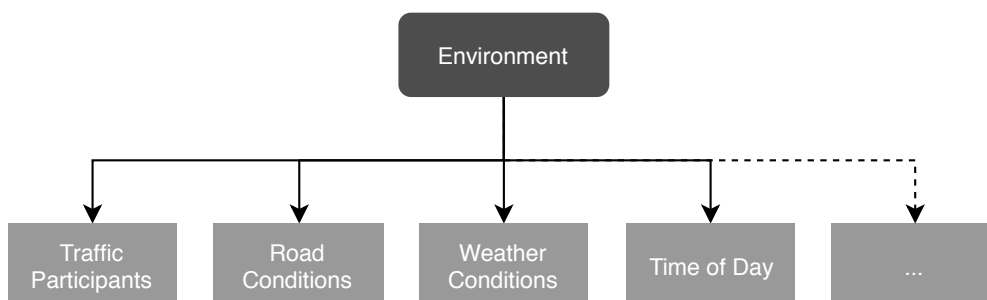 Environment
Traffic
Participants
Road
Conditions
Weather
Conditions
Time of Day
...